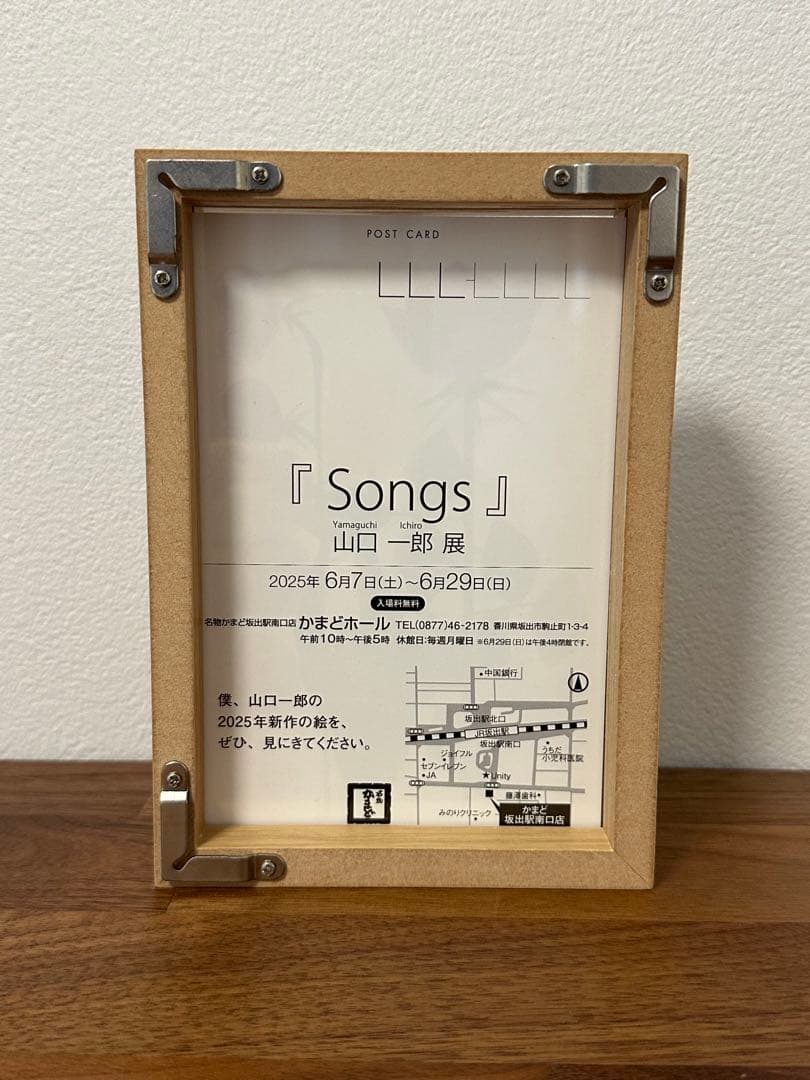 POST CARD
『 Songs 』
Yamaguchi Ichiro
山口 一郎 展
2025年 6月7日(土)~6月29日(日)
入場料無料
名物かまど坂出駅南口店 かまどホール TEL(0877)46-2178 香川県坂出市駒止町1-3-4
午前10時~午後5時 休館日:毎週月曜日 ※6月29日(日)は午後4時閉館です。
僕、山口一郎の
2025年新作の絵を、
ぜひ、見にきてください。
中国銀行
坂出駅北口
JR坂出駅
坂出駅南口
うちだ
小児科医院
ジョイフル
セブンイレブン
JA
★Unity
藤澤歯科
みのりクリニック
かまど
坂出駅南口店
名物
かまど